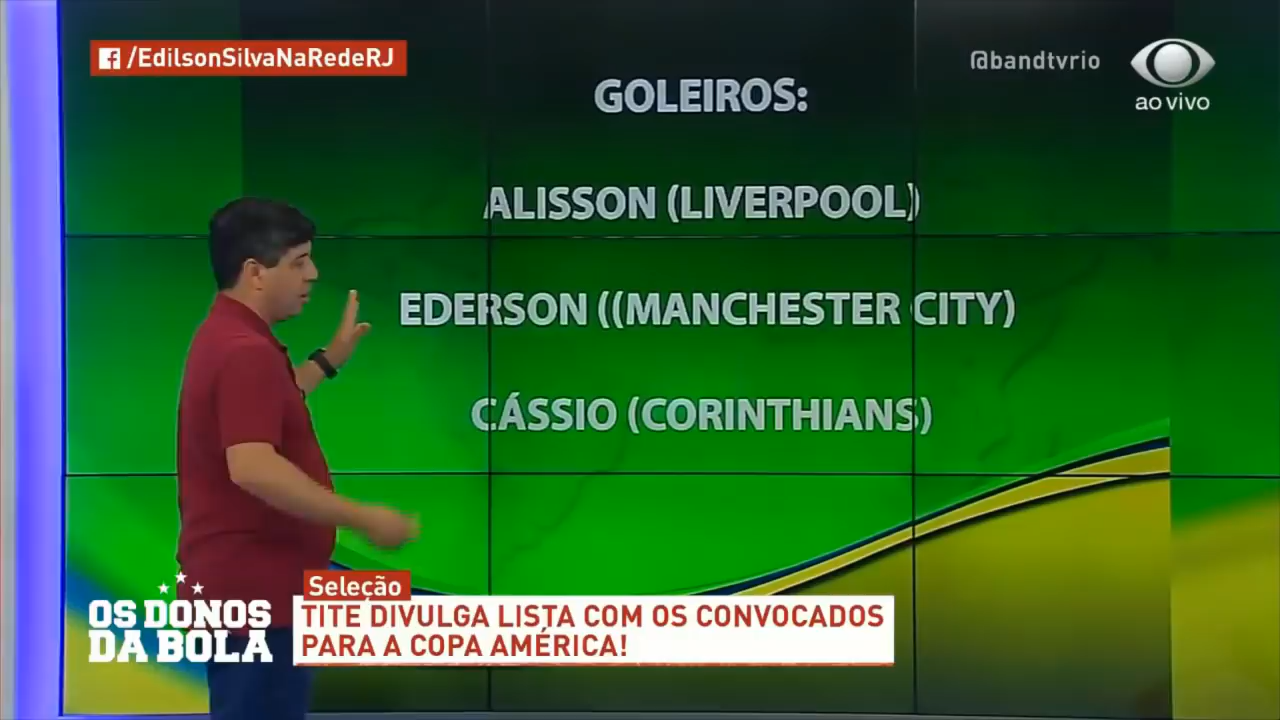 /EdilsonSilvaNaRedeRJ
@bandtvrio
ao vivo
GOLEIROS:
ALISSON (LIVERPOOL)
EDERSON ((MANCHESTER CITY)
CÁSSIO (CORINTHIANS)
OS DONOS
DA BOLA
Seleção
TITE DIVULGA LISTA COM OS CONVOCADOS
PARA A COPA AMÉRICA!